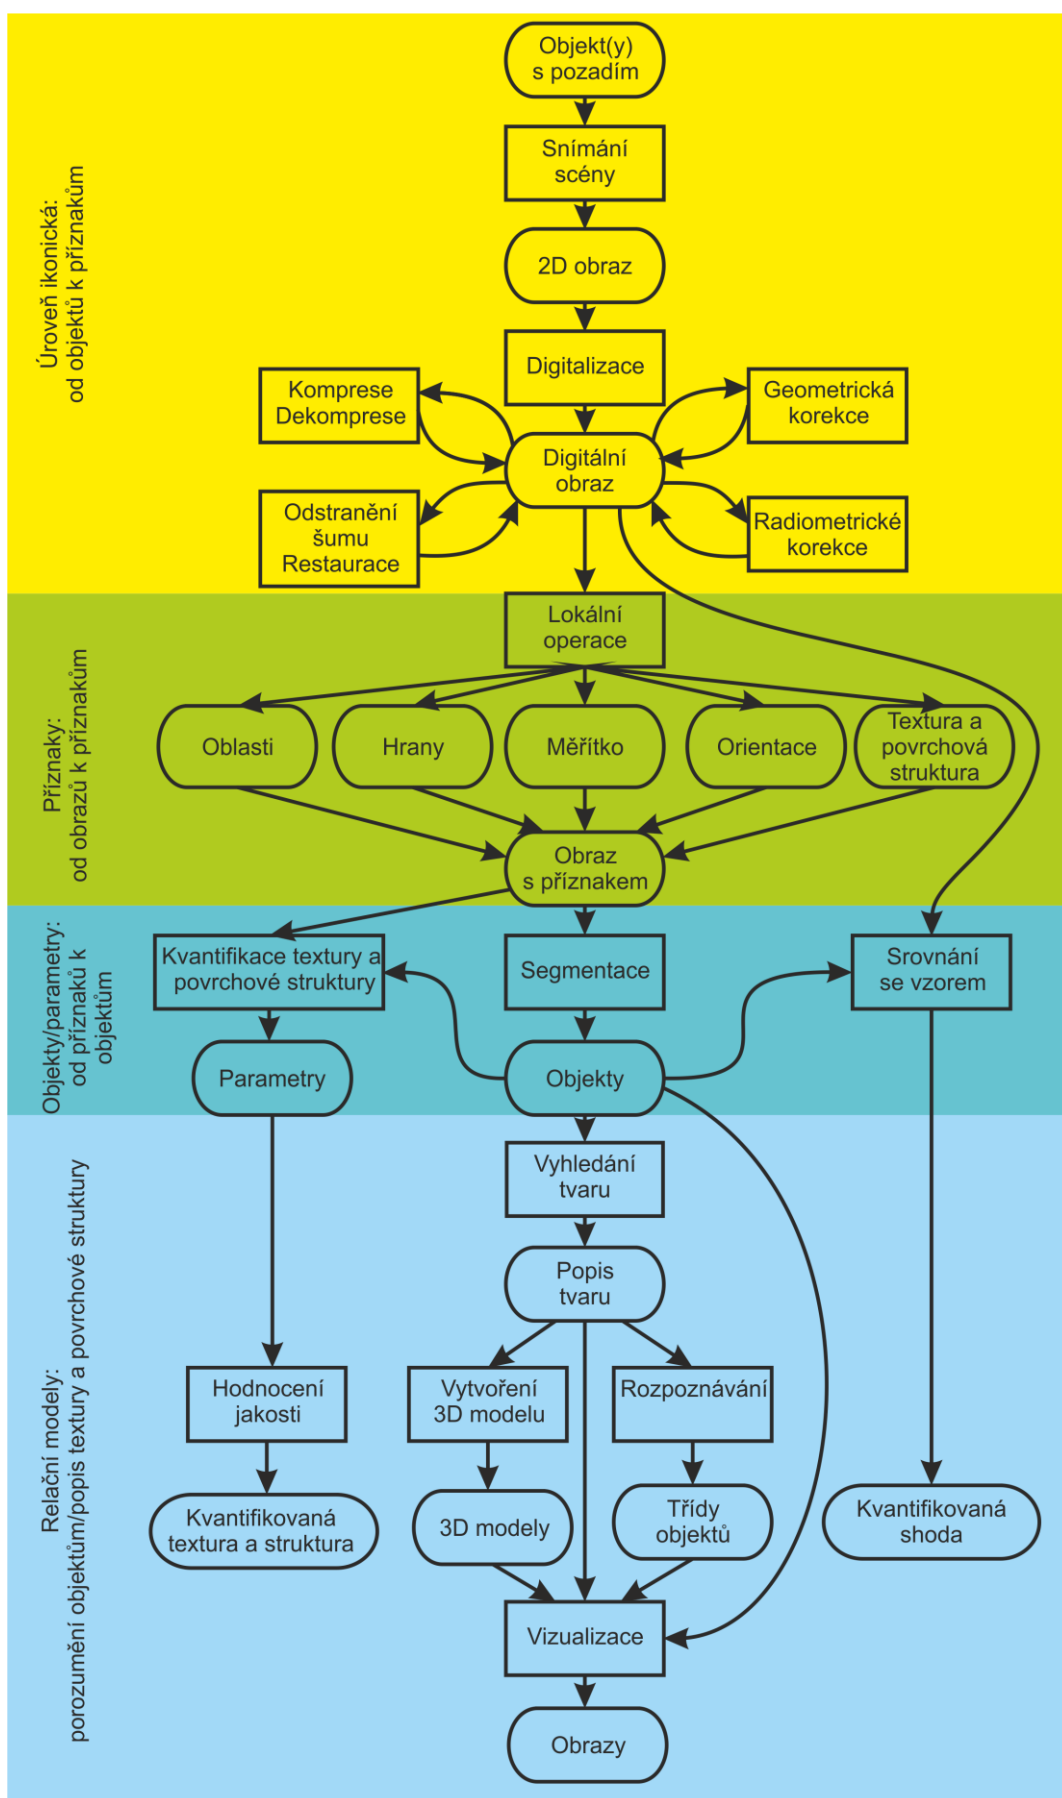 Úroveň ikonická:
od objektů k příznakům
Objekt(y)
s pozadím
Snímání
scény
2D obraz
Digitalizace
Komprese
Dekomprese
Geometrická
korekce
Digitální
obraz
Odstranění
šumu
Restaurace
Radiometrické
korekce
Příznaky:
od obrazů k příznakům
Lokální
operace
Oblasti
Hrany
Měřítko
Orientace
Textura a
povrchová
struktura
Obraz
s příznakem
Objekty/parametry:
od příznaků k
objektům
Kvantifikace textury a
povrchové struktury
Segmentace
Srovnání
se vzorem
Parametry
Objekty
Relační modely:
porozumění objektům/popis textury a povrchové struktury
Vyhledání
tvaru
Popis
tvaru
Hodnocení
jakosti
Vytvoření
3D modelu
Rozpoznávání
Kvantifikovaná
textura a struktura
3D modely
Třídy
objektů
Kvantifikovaná
shoda
Vizualizace
Obrazy